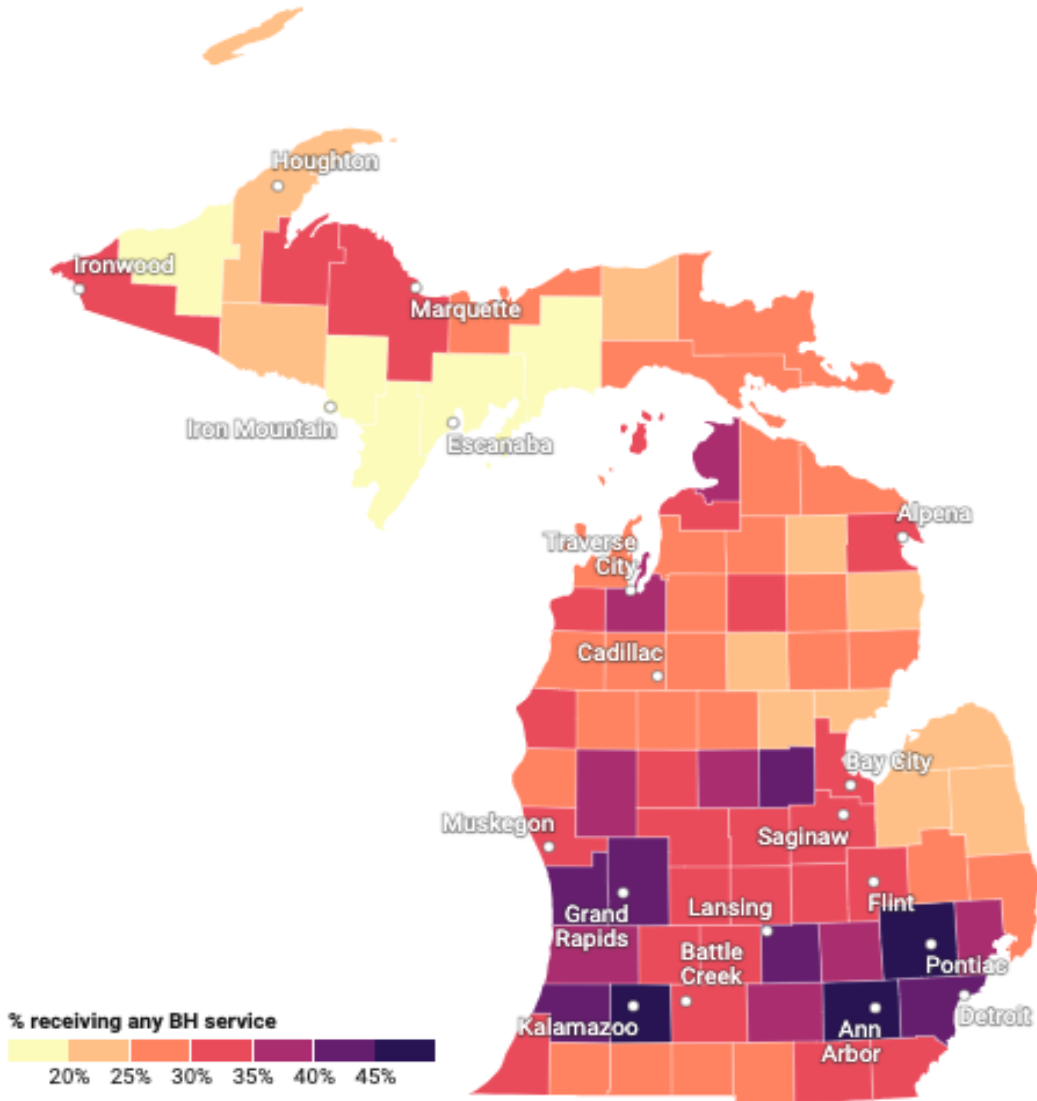 Houghton
Ironwood
Marquette
Iron Mountain
Escanaba
Alpena
Traverse
City
Cadillac
Bay City
Muskegon
Saginaw
Flint
Grand
Rapids
Lansing
Battle
Creek
Pontiac
Kalamazoo
Ann
Arbor
Detroit
% receiving any BH service
20% 25% 30% 35% 40% 45%